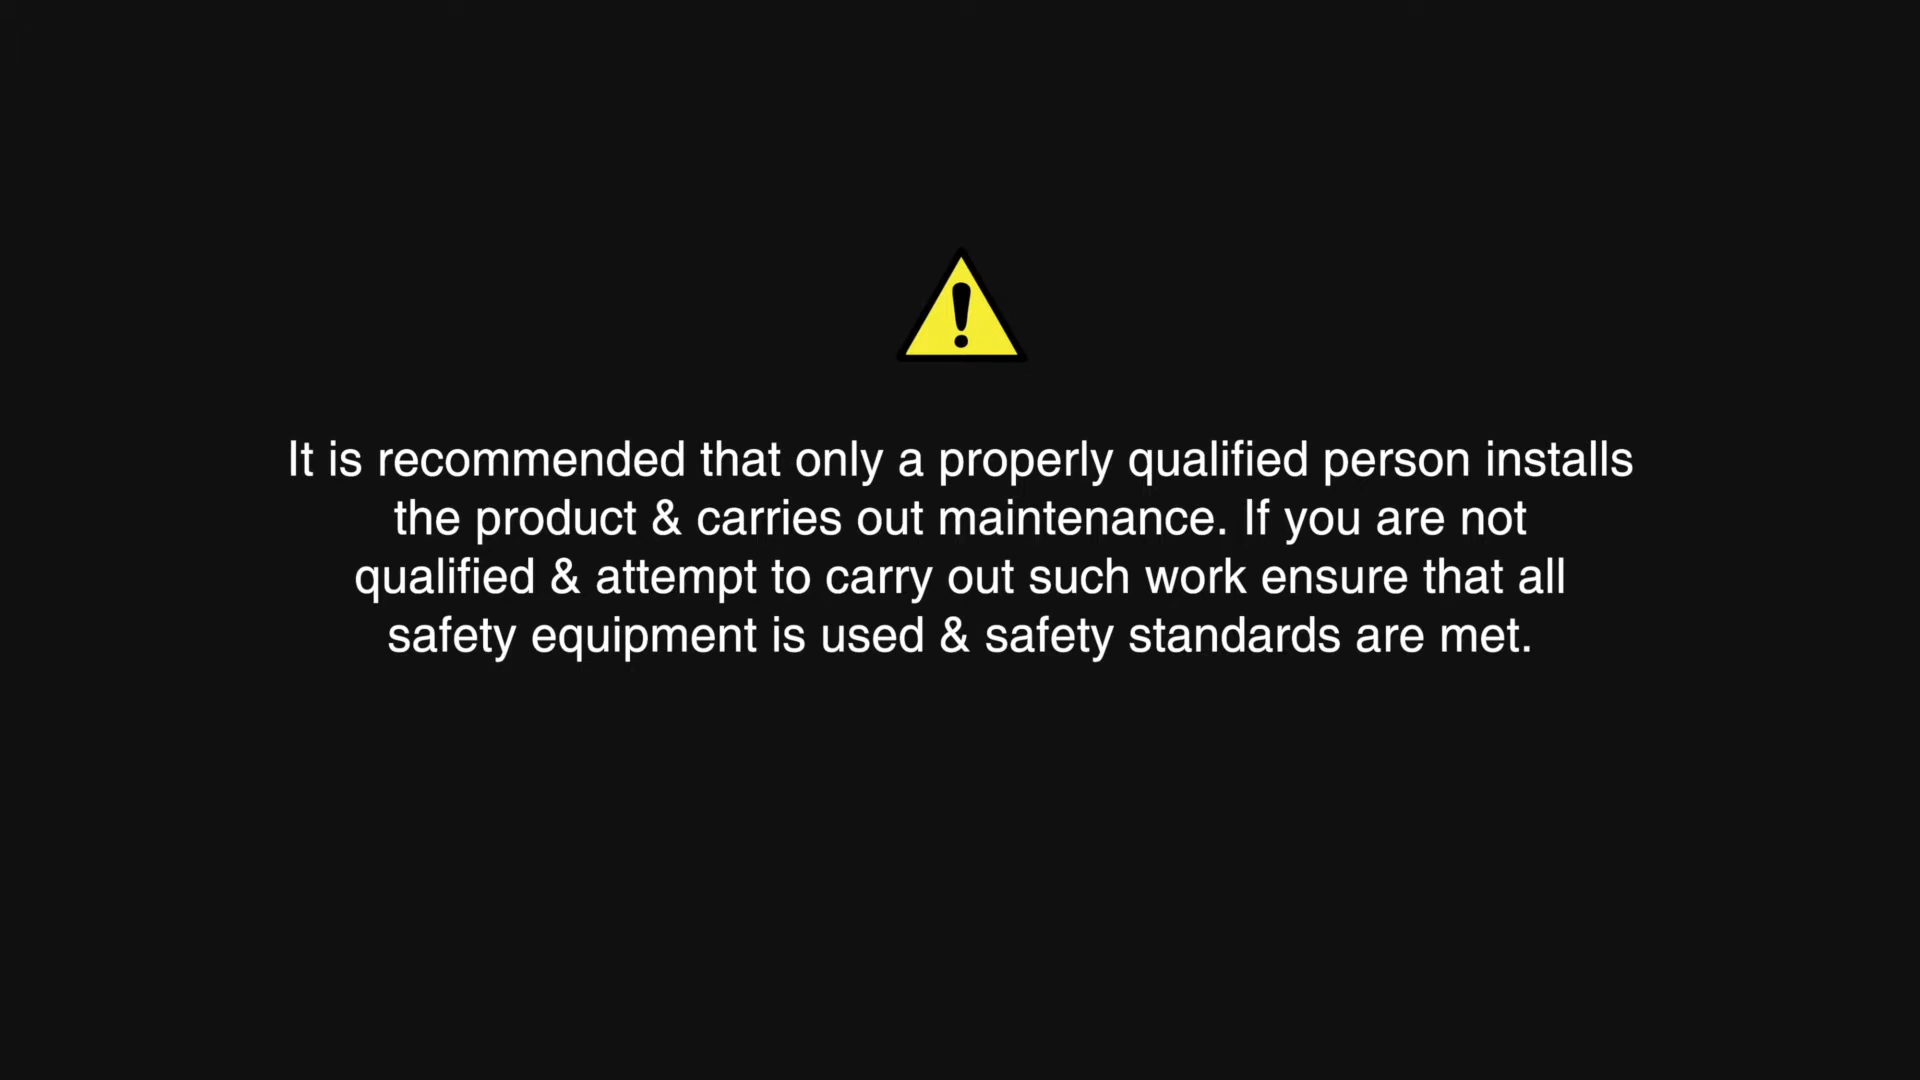 It is recommended that only a properly qualified person installs
the product & carries out maintenance. If you are not
qualified & attempt to carry out such work ensure that all
safety equipment is used & safety standards are met.